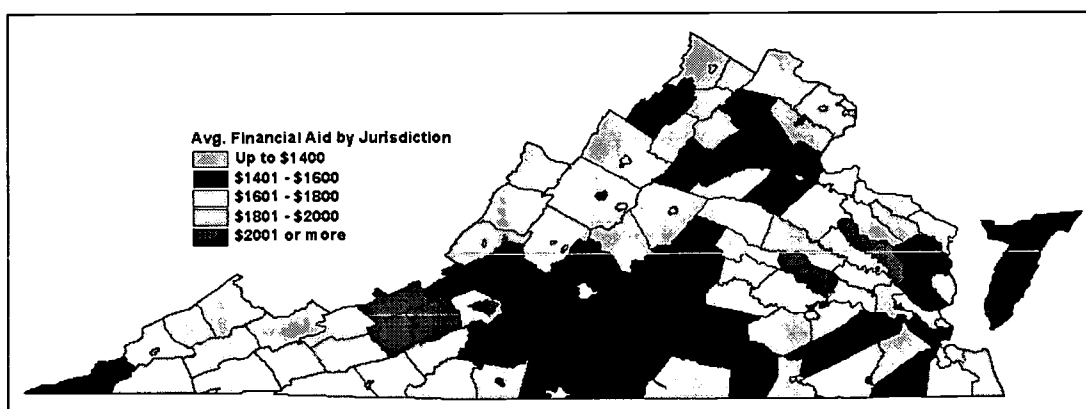 Avg. Financial Aid by Jurisdiction
Up to $1400
$1401 - $1600
$1601 - $1800
$1801 - $2000
$2001 or more